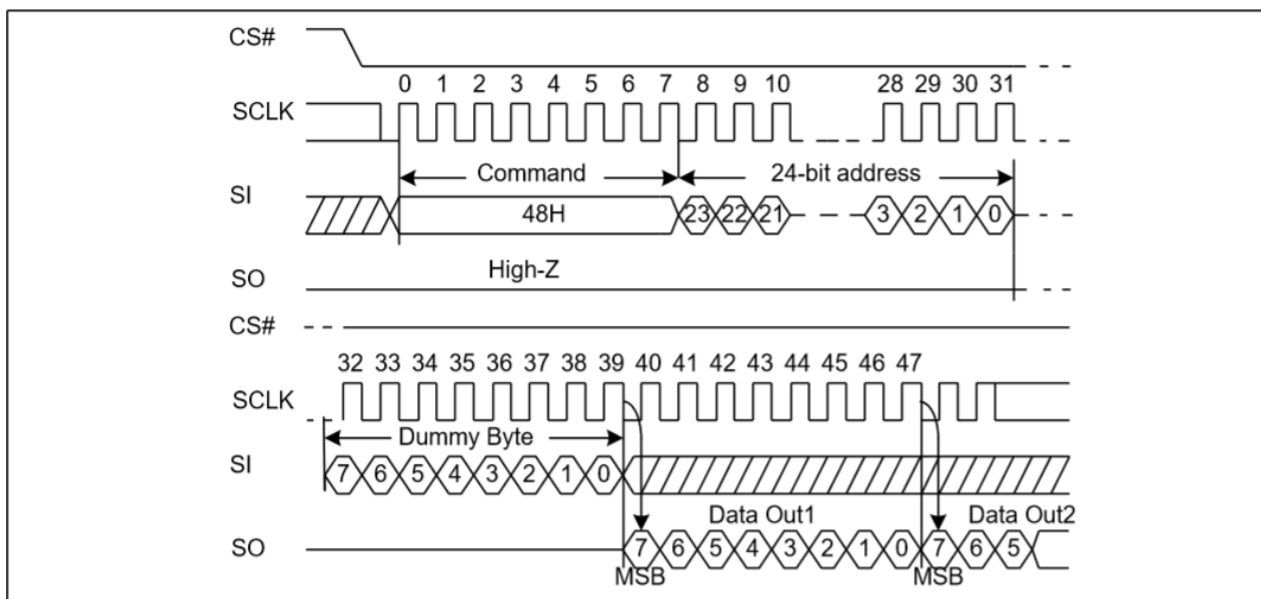 CS#
0 1 2 3 4 5 6 7 8 9 10 28 29 30 31
SCLK
Command 24-bit address
SI
48H 23 22 21 3 2 1 0
High-Z
SO
CS#
32 33 34 35 36 37 38 39 40 41 42 43 44 45 46 47
SCLK
Dummy Byte
SI
7 6 5 4 3 2 1 0
Data Out1 Data Out2
SO
7 6 5 4 3 2 1 0 7 6 5
MSB MSB